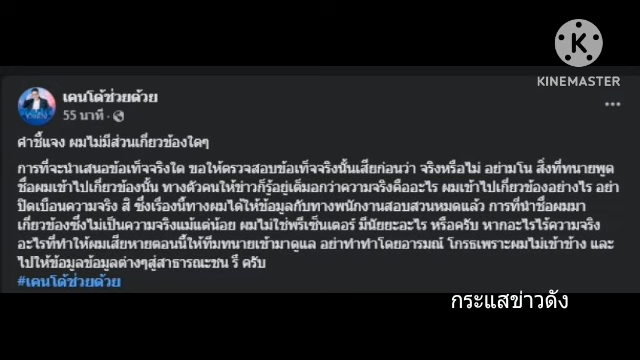 KINEMASTER
เคนโด้ช่วยด้วย
55 นาที ·
คำชี้แจง ผมไม่มีส่วนเกี่ยวข้องใดๆ
การที่จะนำเสนอข้อเท็จจริงใด ขอให้ตรวจสอบข้อเท็จจริงนั้นเสียก่อนว่า จริงหรือไม่ อย่ามโน สิ่งที่ทนายพูด
ชื่อผมเข้าไปเกี่ยวข้องนั้น ทางตัวคนให้ข่าวก็รู้อยู่เต็มอกว่าความจริงคืออะไร ผมเข้าไปเกี่ยวข้องอย่างไร อย่า
ปิดเบือนความจริง สิ ซึ่งเรื่องนี้ทางผมได้ให้ข้อมูลกับทางพนักงานสอบสวนหมดแล้ว การที่นำชื่อผมมา
เกี่ยวข้องซึ่งไม่เป็นความจริงแม้แต่น้อย ผมไม่ใช่พรีเซ็นเตอร์ มีนัยยะอะไร หรือครับ หากอะไรไร้ความจริง
อะไรที่ทำให้ผมเสียหายตอนนี้ให้ทีมทนายเข้ามาดูแล อย่าทำทำโดยอารมณ์ โกรธเพราะผมไม่เข้าข้าง และ
ไปให้ข้อมูลข้อมูลต่างๆสู่สาธารณะชน รึ ครับ
#เคนโด้ช่วยด้วย
กระแสข่าวดัง